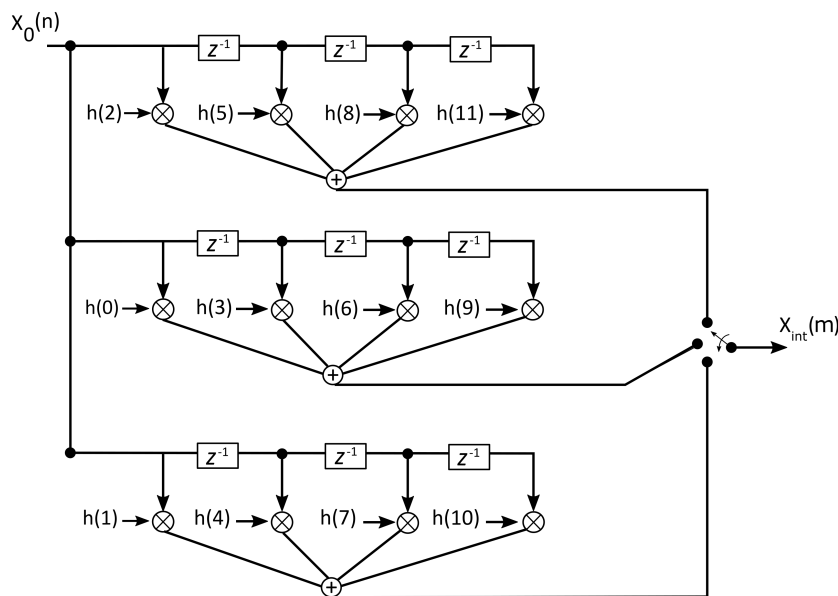 X₀(n)
z⁻¹ z⁻¹ z⁻¹
h(2) h(5) h(8) h(11)
+
z⁻¹ z⁻¹ z⁻¹
h(0) h(3) h(6) h(9)
X_int(m)
+
z⁻¹ z⁻¹ z⁻¹
h(1) h(4) h(7) h(10)
+